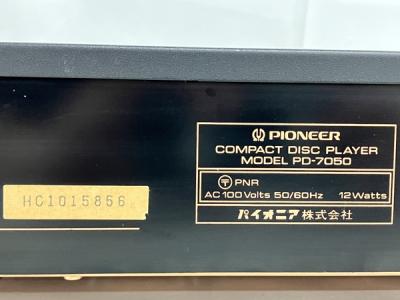 PIONEER
COMPACT DISC PLAYER
MODEL PD-7050
〒 PNR
AC 100 Volts 50/60Hz 12 Watts
パイオニア株式会社
HC1015856